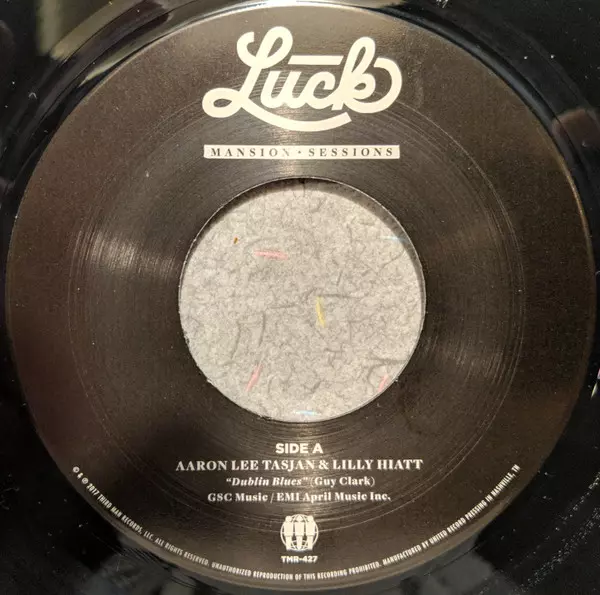 Luck
MANSION • SESSIONS
SIDE A
AARON LEE TASJAN & LILLY HIATT
"Dublin Blues" (Guy Clark)
GSC Music / EMI April Music Inc.
TMR-427
© & ℗ 2017 THIRD MAN RECORDS, LLC. ALL RIGHTS RESERVED. UNAUTHORIZED REPRODUCTION OF THIS RECORDING PROHIBITED. MANUFACTURED BY UNITED RECORD PRESSING IN NASHVILLE, TN